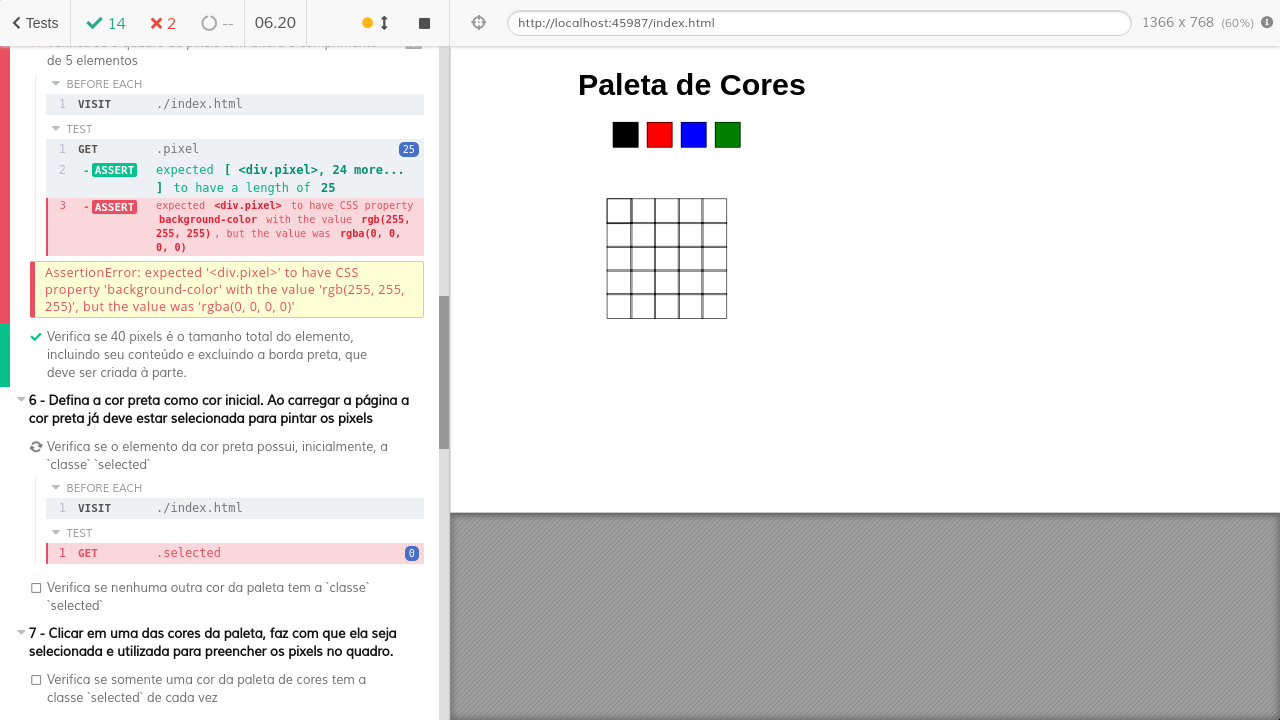 Tests
14
2
--
06.20
http://localhost:45987/index.html
1366 x 768 (60%)
Verifica se o quadro de pixels tem altura e comprimento
de 5 elementos
BEFORE EACH
1 VISIT ./index.html
TEST
1 GET .pixel 25
2 - ASSERT expected [ <div.pixel>, 24 more...
] to have a length of 25
3 - ASSERT expected <div.pixel> to have CSS property
background-color with the value rgb(255,
255, 255) , but the value was rgba(0, 0,
0, 0)
AssertionError: expected '<div.pixel>' to have CSS
property 'background-color' with the value 'rgb(255, 255,
255)', but the value was 'rgba(0, 0, 0, 0)'
Verifica se 40 pixels é o tamanho total do elemento,
incluindo seu conteúdo e excluindo a borda preta, que
deve ser criada à parte.
6 - Defina a cor preta como cor inicial. Ao carregar a página a
cor preta já deve estar selecionada para pintar os pixels
Verifica se o elemento da cor preta possui, inicialmente, a
`classe` `selected`
BEFORE EACH
1 VISIT ./index.html
TEST
1 GET .selected 0
Verifica se nenhuma outra cor da paleta tem a `classe`
`selected`
7 - Clicar em uma das cores da paleta, faz com que ela seja
selecionada e utilizada para preencher os pixels no quadro.
Verifica se somente uma cor da paleta de cores tem a
classe `selected` de cada vez
Paleta de Cores